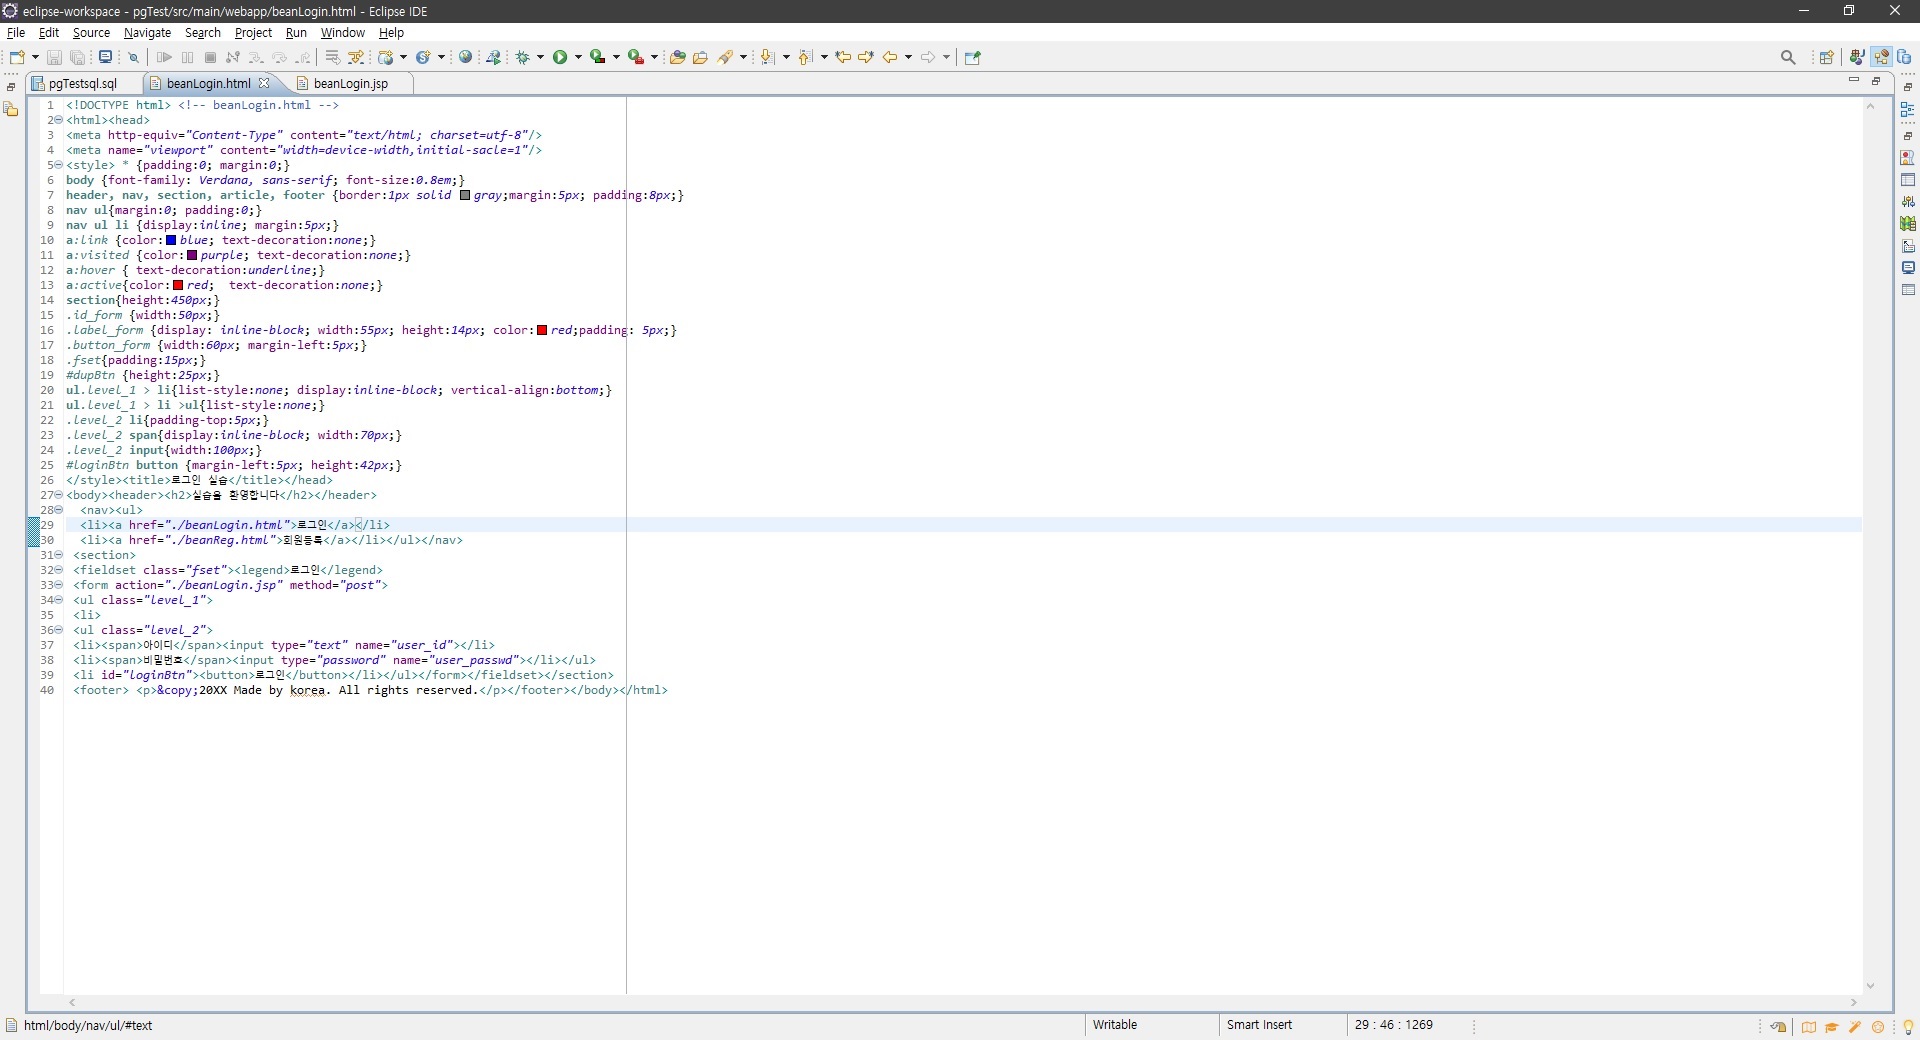 eclipse-workspace - pgTest/src/main/webapp/beanLogin.html - Eclipse IDE
File Edit Source Navigate Search Project Run Window Help
pgTestsql.sql beanLogin.html beanLogin.jsp
1 <!DOCTYPE html> <!-- beanLogin.html -->
2 <html><head>
3 <meta http-equiv="Content-Type" content="text/html; charset=utf-8"/>
4 <meta name="viewport" content="width=device-width,initial-sacle=1"/>
5 <style> * {padding:0; margin:0;}
6 body {font-family: Verdana, sans-serif; font-size:0.8em;}
7 header, nav, section, article, footer {border:1px solid gray;margin:5px; padding:8px;}
8 nav ul{margin:0; padding:0;}
9 nav ul li {display:inline; margin:5px;}
10 a:link {color:blue; text-decoration:none;}
11 a:visited {color:purple; text-decoration:none;}
12 a:hover { text-decoration:underline;}
13 a:active{color:red;  text-decoration:none;}
14 section{height:450px;}
15 .id_form {width:50px;}
16 .label_form {display: inline-block; width:55px; height:14px; color:red;padding: 5px;}
17 .button_form {width:60px; margin-left:5px;}
18 .fset{padding:15px;}
19 #dupBtn {height:25px;}
20 ul.level_1 > li{list-style:none; display:inline-block; vertical-align:bottom;}
21 ul.level_1 > li >ul{list-style:none;}
22 .level_2 li{padding-top:5px;}
23 .level_2 span{display:inline-block; width:70px;}
24 .level_2 input{width:100px;}
25 #loginBtn button {margin-left:5px; height:42px;}
26 </style><title>로그인 실습</title></head>
27 <body><header><h2>실습을 환영합니다</h2></header>
28 <nav><ul>
29 <li><a href="./beanLogin.html">로그인</a></li>
30 <li><a href="./beanReg.html">회원등록</a></li></ul></nav>
31 <section>
32 <fieldset class="fset"><legend>로그인</legend>
33 <form action="./beanLogin.jsp" method="post">
34 <ul class="level_1">
35 <li>
36 <ul class="level_2">
37 <li><span>아이디</span><input type="text" name="user_id"></li>
38 <li><span>비밀번호</span><input type="password" name="user_passwd"></li></ul>
39 <li id="loginBtn"><button>로그인</button></li></ul></form></fieldset></section>
40 <footer> <p>&copy;20XX Made by korea. All rights reserved.</p></footer></body></html>
html/body/nav/ul/#text Writable Smart Insert 29 : 46 : 1269